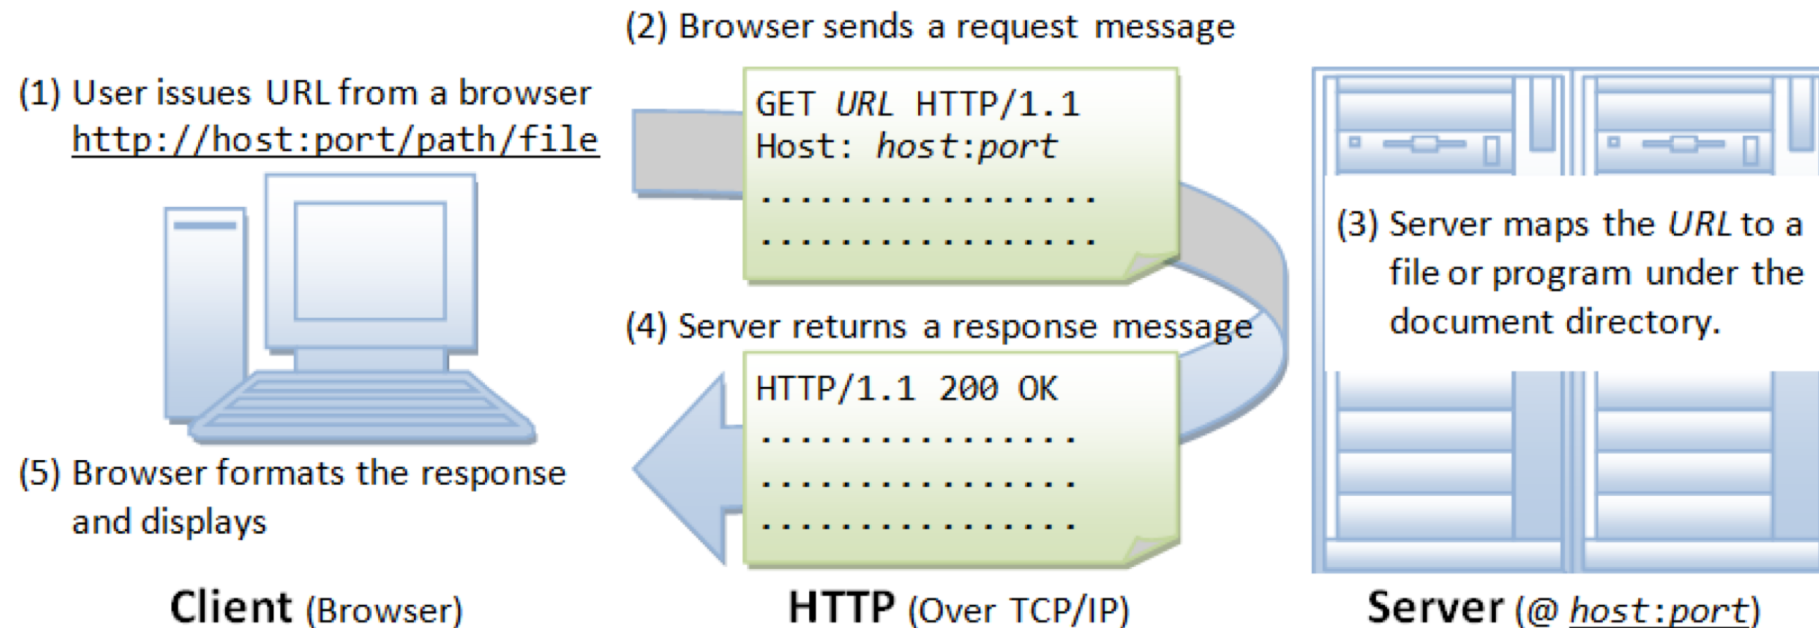 (1) User issues URL from a browser
http://host:port/path/file
(2) Browser sends a request message
GET URL HTTP/1.1
Host: host:port
.................
.................
(3) Server maps the URL to a
file or program under the
document directory.
(4) Server returns a response message
HTTP/1.1 200 OK
................
................
................
(5) Browser formats the response
and displays
Client (Browser)
HTTP (Over TCP/IP)
Server (@ host:port)